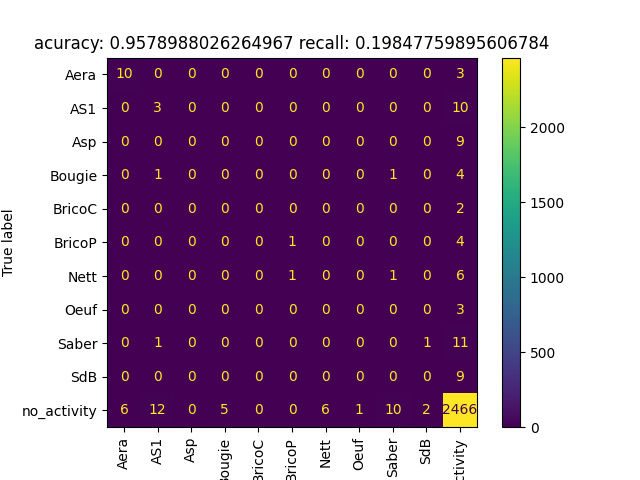 acuracy: 0.9578988026264967 recall: 0.19847759895606784
Aera 10 0 0 0 0 0 0 0 0 0 3
AS1 0 3 0 0 0 0 0 0 0 0 10
Asp 0 0 0 0 0 0 0 0 0 0 9
Bougie 0 1 0 0 0 0 0 0 1 0 4
BricoC 0 0 0 0 0 0 0 0 0 0 2
BricoP 0 0 0 0 0 1 0 0 0 0 4
Nett 0 0 0 0 0 1 0 0 1 0 6
Oeuf 0 0 0 0 0 0 0 0 0 0 3
Saber 0 1 0 0 0 0 0 0 0 1 11
SdB 0 0 0 0 0 0 0 0 0 0 9
no_activity 6 12 0 5 0 0 6 1 10 2 2466
Aera AS1 Asp ougie BricoC BricoP Nett Oeuf Saber SdB ctivity
True label
2000
1500
1000
500
0